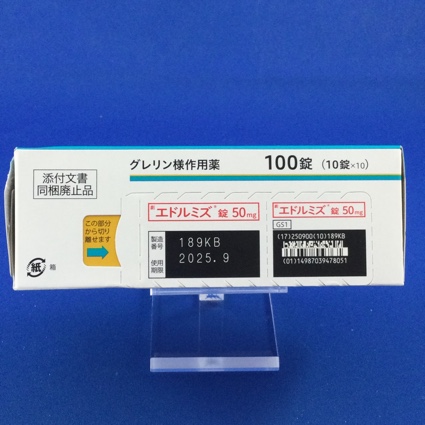 添付文書
同梱廃止品
グレリン様作用薬
100錠 (10錠×10)
この部分
から切り
離せます
エドルミズ®錠 50mg
製造
番号
189KB
使用
期限
2025.9
エドルミズ®錠 50mg
GS1
(17)250900(10)189KB
(01)14987039478051
紙 箱